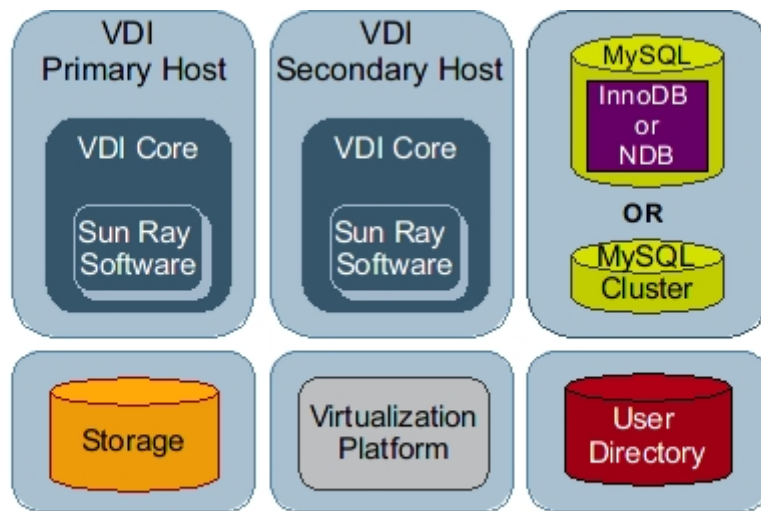 VDI
Primary Host
VDI Core
Sun Ray
Software
VDI
Secondary Host
VDI Core
Sun Ray
Software
MySQL
InnoDB
or
NDB
OR
MySQL
Cluster
Storage
Virtualization
Platform
User
Directory